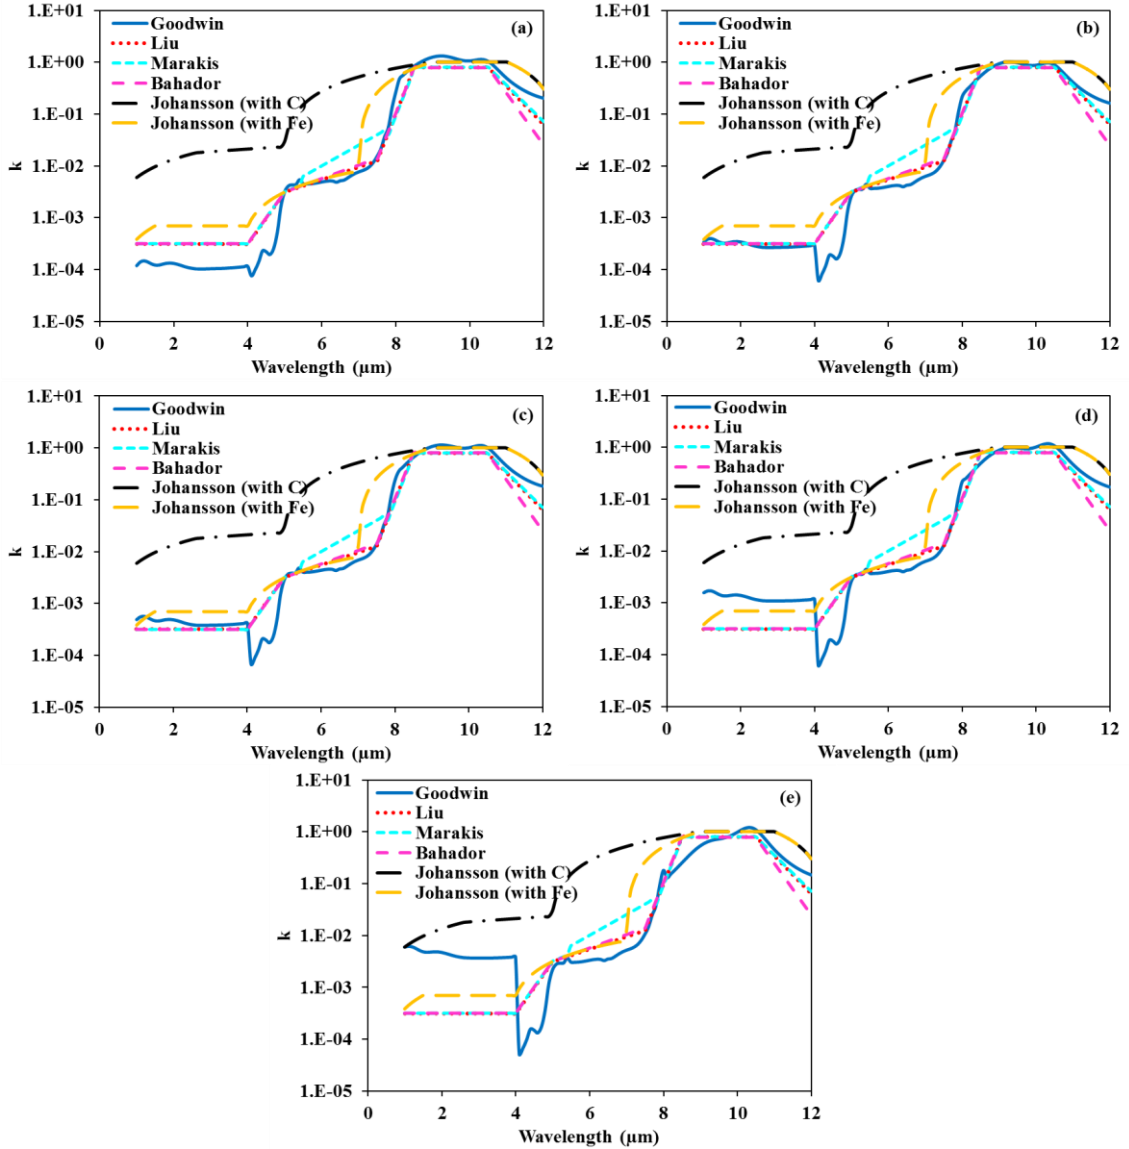 (a)
Goodwin
Liu
Marakis
Bahador
Johansson (with C)
Johansson (with Fe)
1.E+01
1.E+00
1.E-01
1.E-02
1.E-03
1.E-04
1.E-05
k
0 2 4 6 8 10 12
Wavelength (µm)
(b)
Goodwin
Liu
Marakis
Bahador
Johansson (with C)
Johansson (with Fe)
1.E+01
1.E+00
1.E-01
1.E-02
1.E-03
1.E-04
1.E-05
k
0 2 4 6 8 10 12
Wavelength (µm)
(c)
Goodwin
Liu
Marakis
Bahador
Johansson (with C)
Johansson (with Fe)
1.E+01
1.E+00
1.E-01
1.E-02
1.E-03
1.E-04
1.E-05
k
0 2 4 6 8 10 12
Wavelength (µm)
(d)
Goodwin
Liu
Marakis
Bahador
Johansson (with C)
Johansson (with Fe)
1.E+01
1.E+00
1.E-01
1.E-02
1.E-03
1.E-04
1.E-05
k
0 2 4 6 8 10 12
Wavelength (µm)
(e)
Goodwin
Liu
Marakis
Bahador
Johansson (with C)
Johansson (with Fe)
1.E+01
1.E+00
1.E-01
1.E-02
1.E-03
1.E-04
1.E-05
k
0 2 4 6 8 10 12
Wavelength (µm)